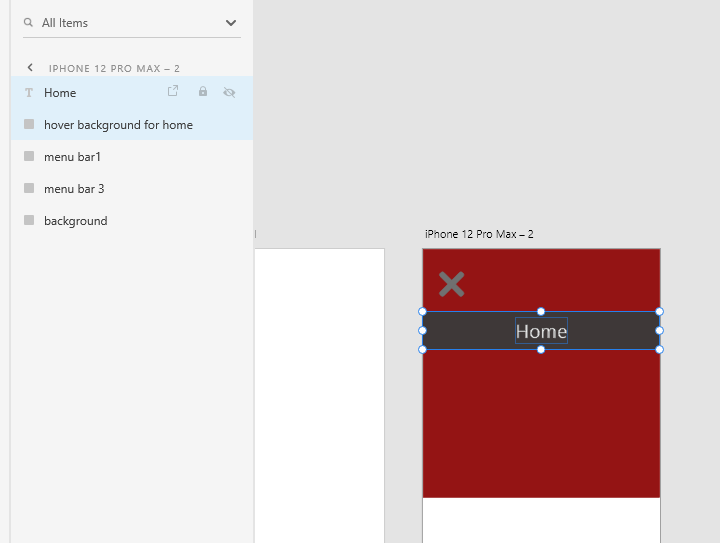 All Items
IPHONE 12 PRO MAX – 2
T Home
hover background for home
menu bar1
menu bar 3
background
iPhone 12 Pro Max – 2
Home